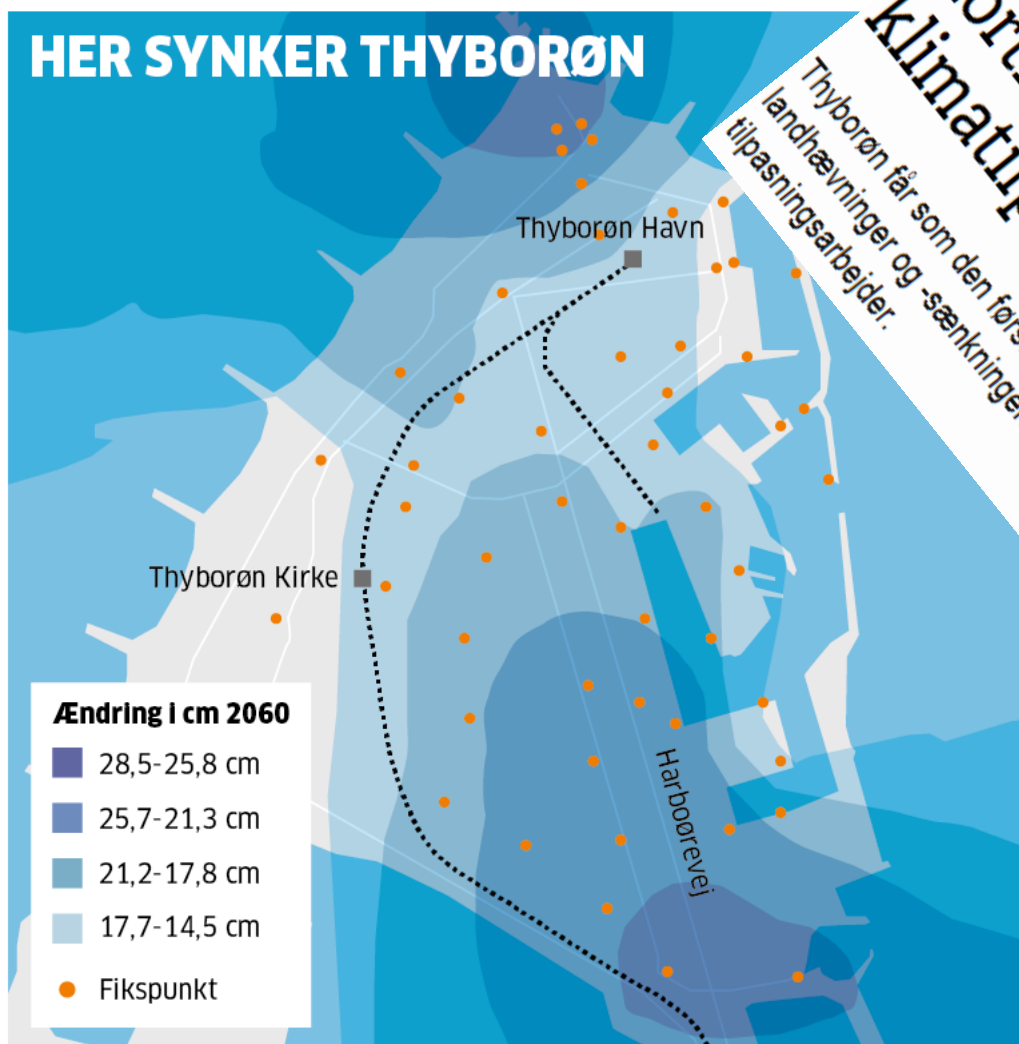 HER SYNKER THYBORØN
klimatilp
Thyborøn får som den førs
landhævninger og -sænkninger
tilpasningsarbejder.
Thyborøn Havn
Thyborøn Kirke
Harboørevej
Ændring i cm 2060
28,5-25,8 cm
25,7-21,3 cm
21,2-17,8 cm
17,7-14,5 cm
Fikspunkt